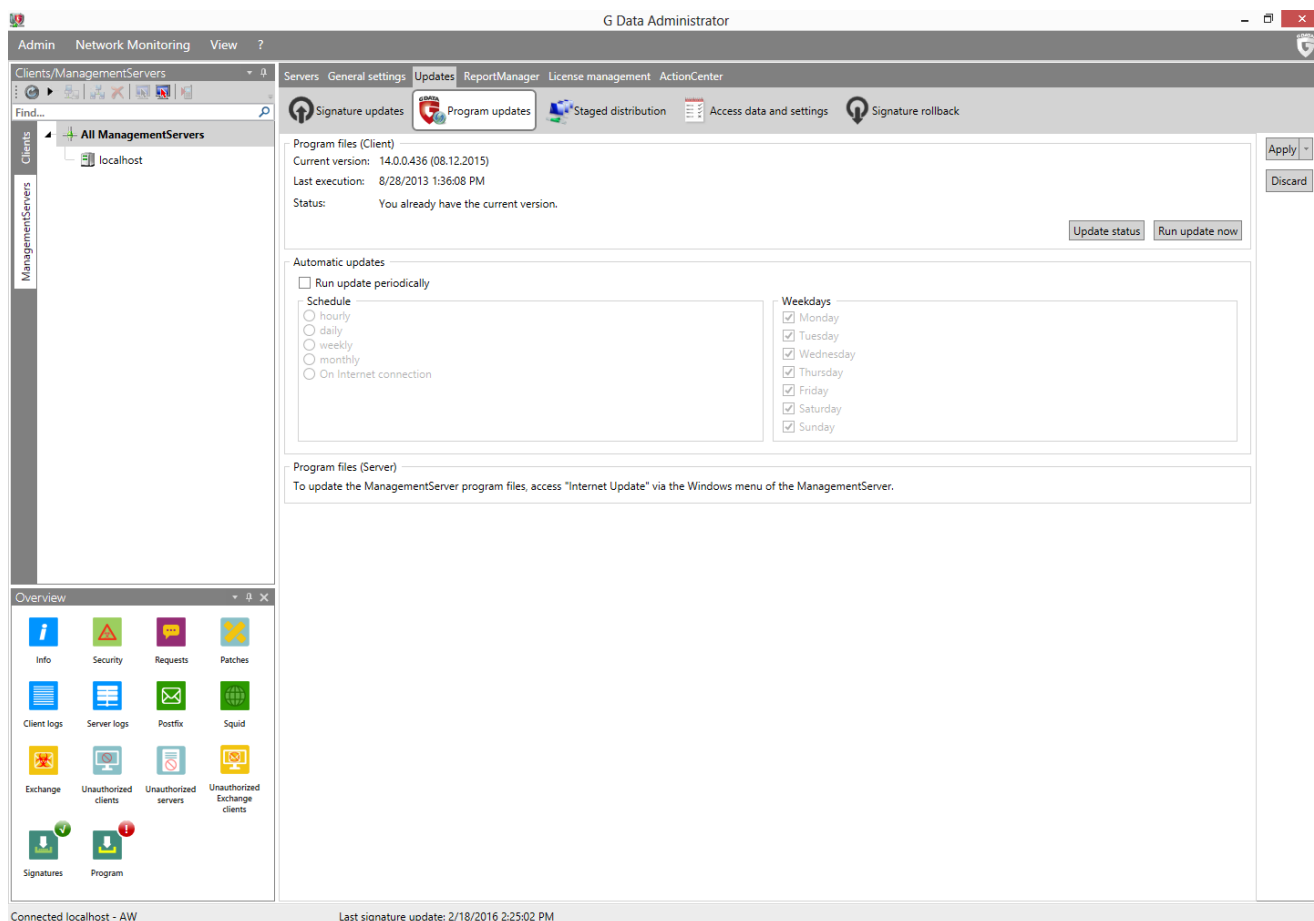 G Data Administrator
Admin Network Monitoring View ?
Clients/ManagementServers
Find...
Clients
ManagementServers
All ManagementServers
localhost
Servers General settings Updates ReportManager License management ActionCenter
Signature updates Program updates Staged distribution Access data and settings Signature rollback
Program files (Client)
Current version: 14.0.0.436 (08.12.2015)
Last execution: 8/28/2013 1:36:08 PM
Status: You already have the current version.
Update status Run update now
Apply
Discard
Automatic updates
Run update periodically
Schedule
hourly
daily
weekly
monthly
On Internet connection
Weekdays
Monday
Tuesday
Wednesday
Thursday
Friday
Saturday
Sunday
Program files (Server)
To update the ManagementServer program files, access "Internet Update" via the Windows menu of the ManagementServer.
Overview
Info Security Requests Patches
Client logs Server logs Postfix Squid
Exchange
Unauthorized
clients
Unauthorized
servers
Unauthorized
Exchange
clients
Signatures Program
Connected localhost - AW Last signature update: 2/18/2016 2:25:02 PM